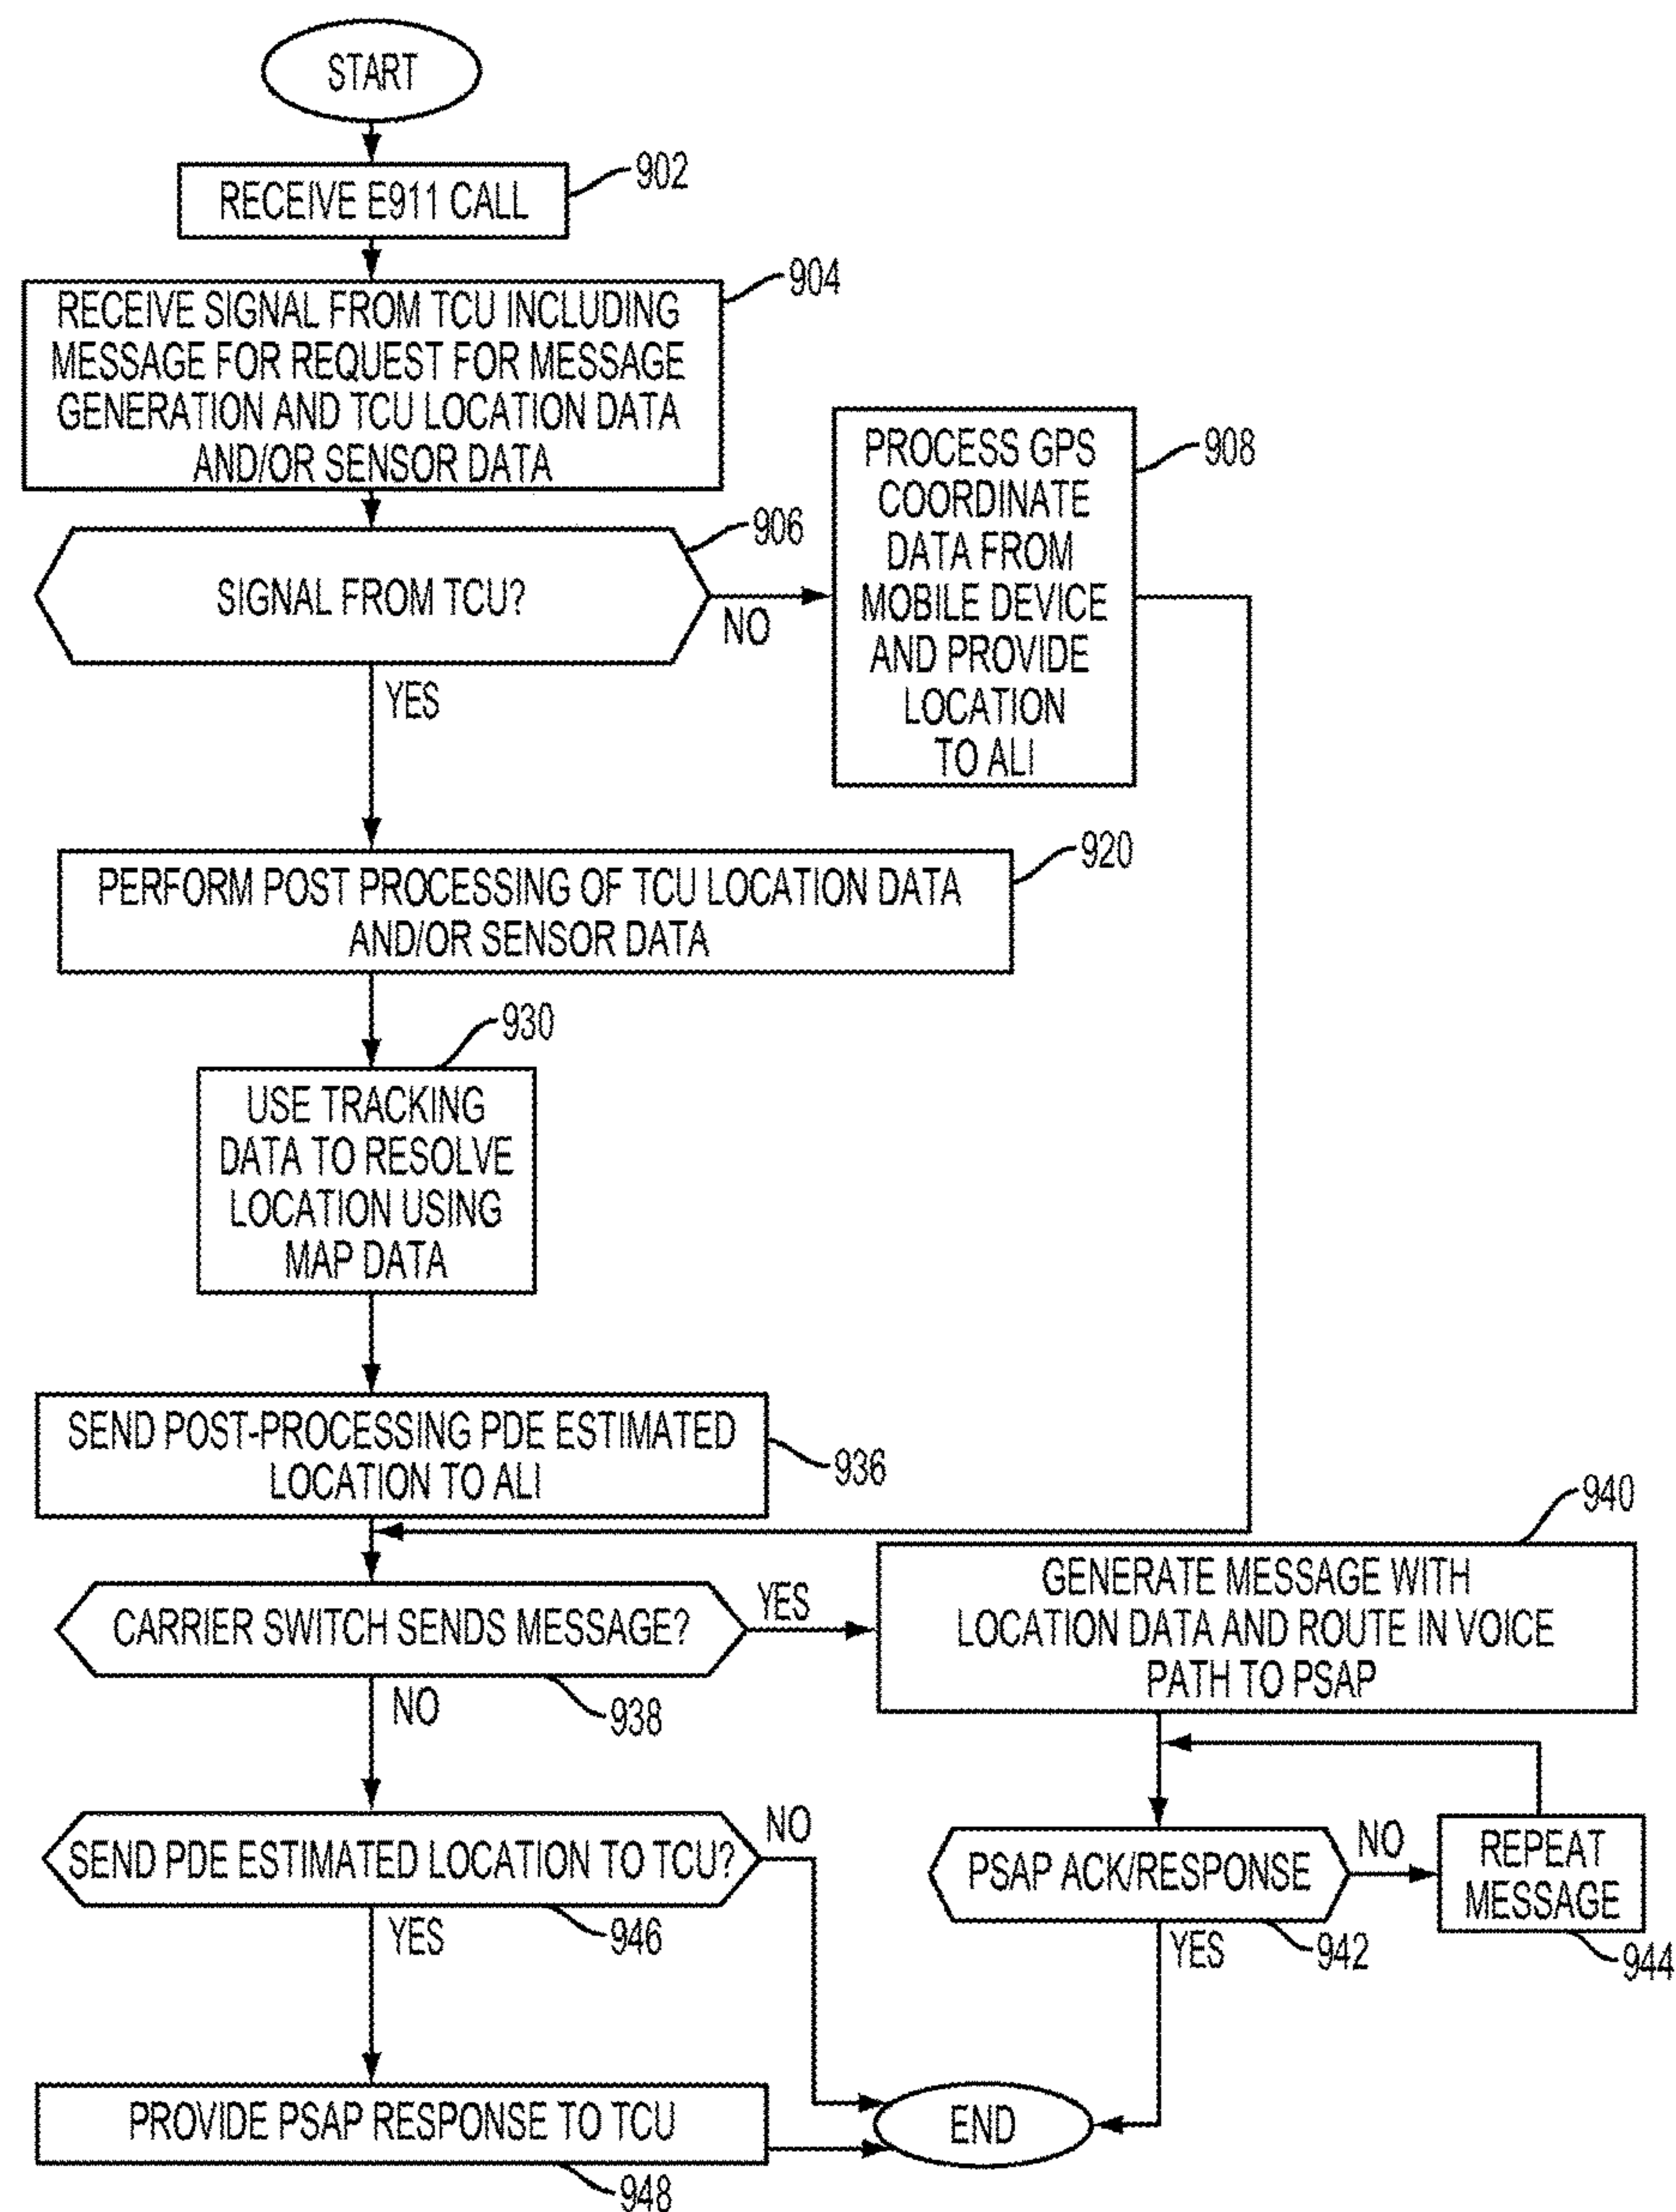 START
RECEIVE E911 CALL
902
RECEIVE SIGNAL FROM TCU INCLUDING
MESSAGE FOR REQUEST FOR MESSAGE
GENERATION AND TCU LOCATION DATA
AND/OR SENSOR DATA
904
SIGNAL FROM TCU?
906
NO
YES
PROCESS GPS
COORDINATE
DATA FROM
MOBILE DEVICE
AND PROVIDE
LOCATION
TO ALI
908
PERFORM POST PROCESSING OF TCU LOCATION DATA
AND/OR SENSOR DATA
920
930
USE TRACKING
DATA TO RESOLVE
LOCATION USING
MAP DATA
SEND POST-PROCESSING PDE ESTIMATED
LOCATION TO ALI
936
CARRIER SWITCH SENDS MESSAGE?
YES
NO
938
940
GENERATE MESSAGE WITH
LOCATION DATA AND ROUTE IN VOICE
PATH TO PSAP
SEND PDE ESTIMATED LOCATION TO TCU?
NO
YES
946
PSAP ACK/RESPONSE
NO
YES
942
REPEAT
MESSAGE
944
PROVIDE PSAP RESPONSE TO TCU
948
END